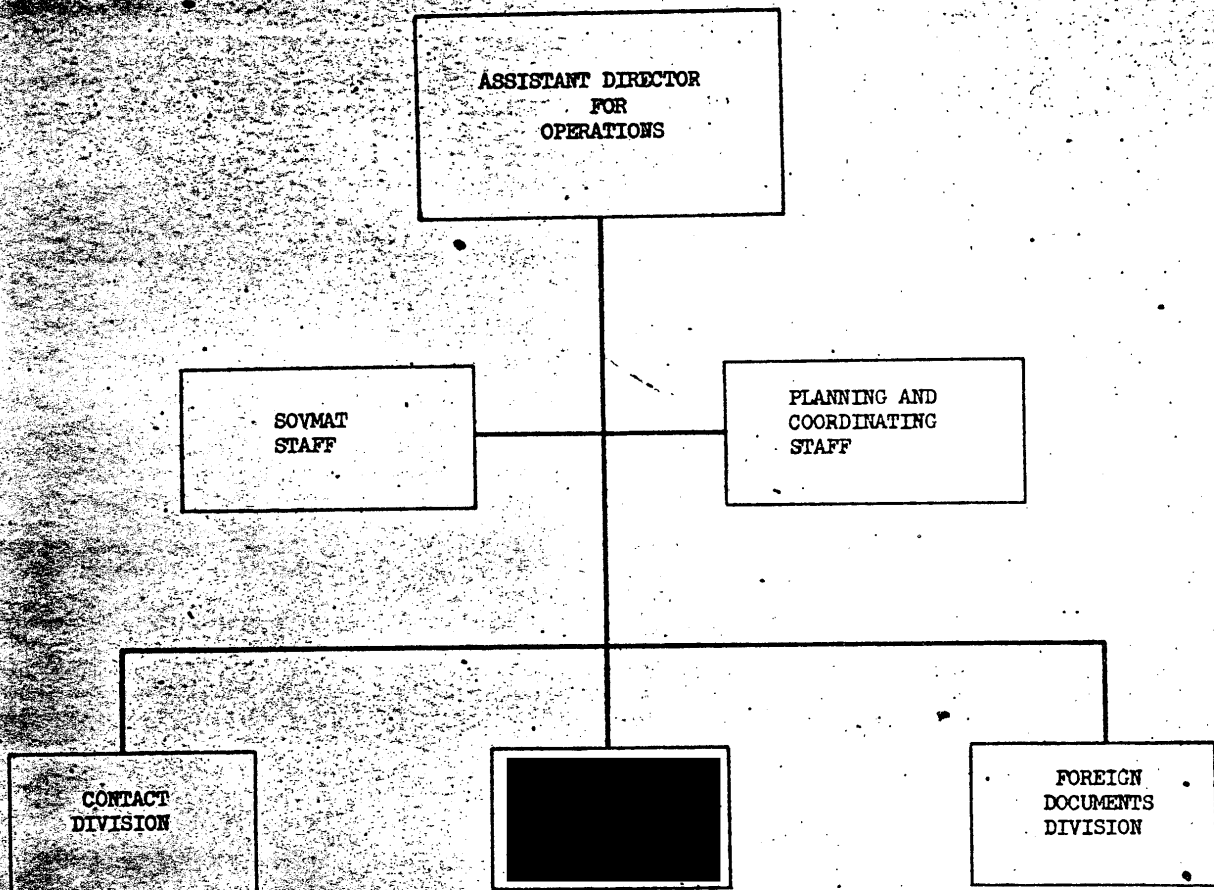 ASSISTANT DIRECTOR
FOR
OPERATIONS
SOVMAT
STAFF
PLANNING AND
COORDINATING
STAFF
CONTACT
DIVISION
FOREIGN
DOCUMENTS
DIVISION